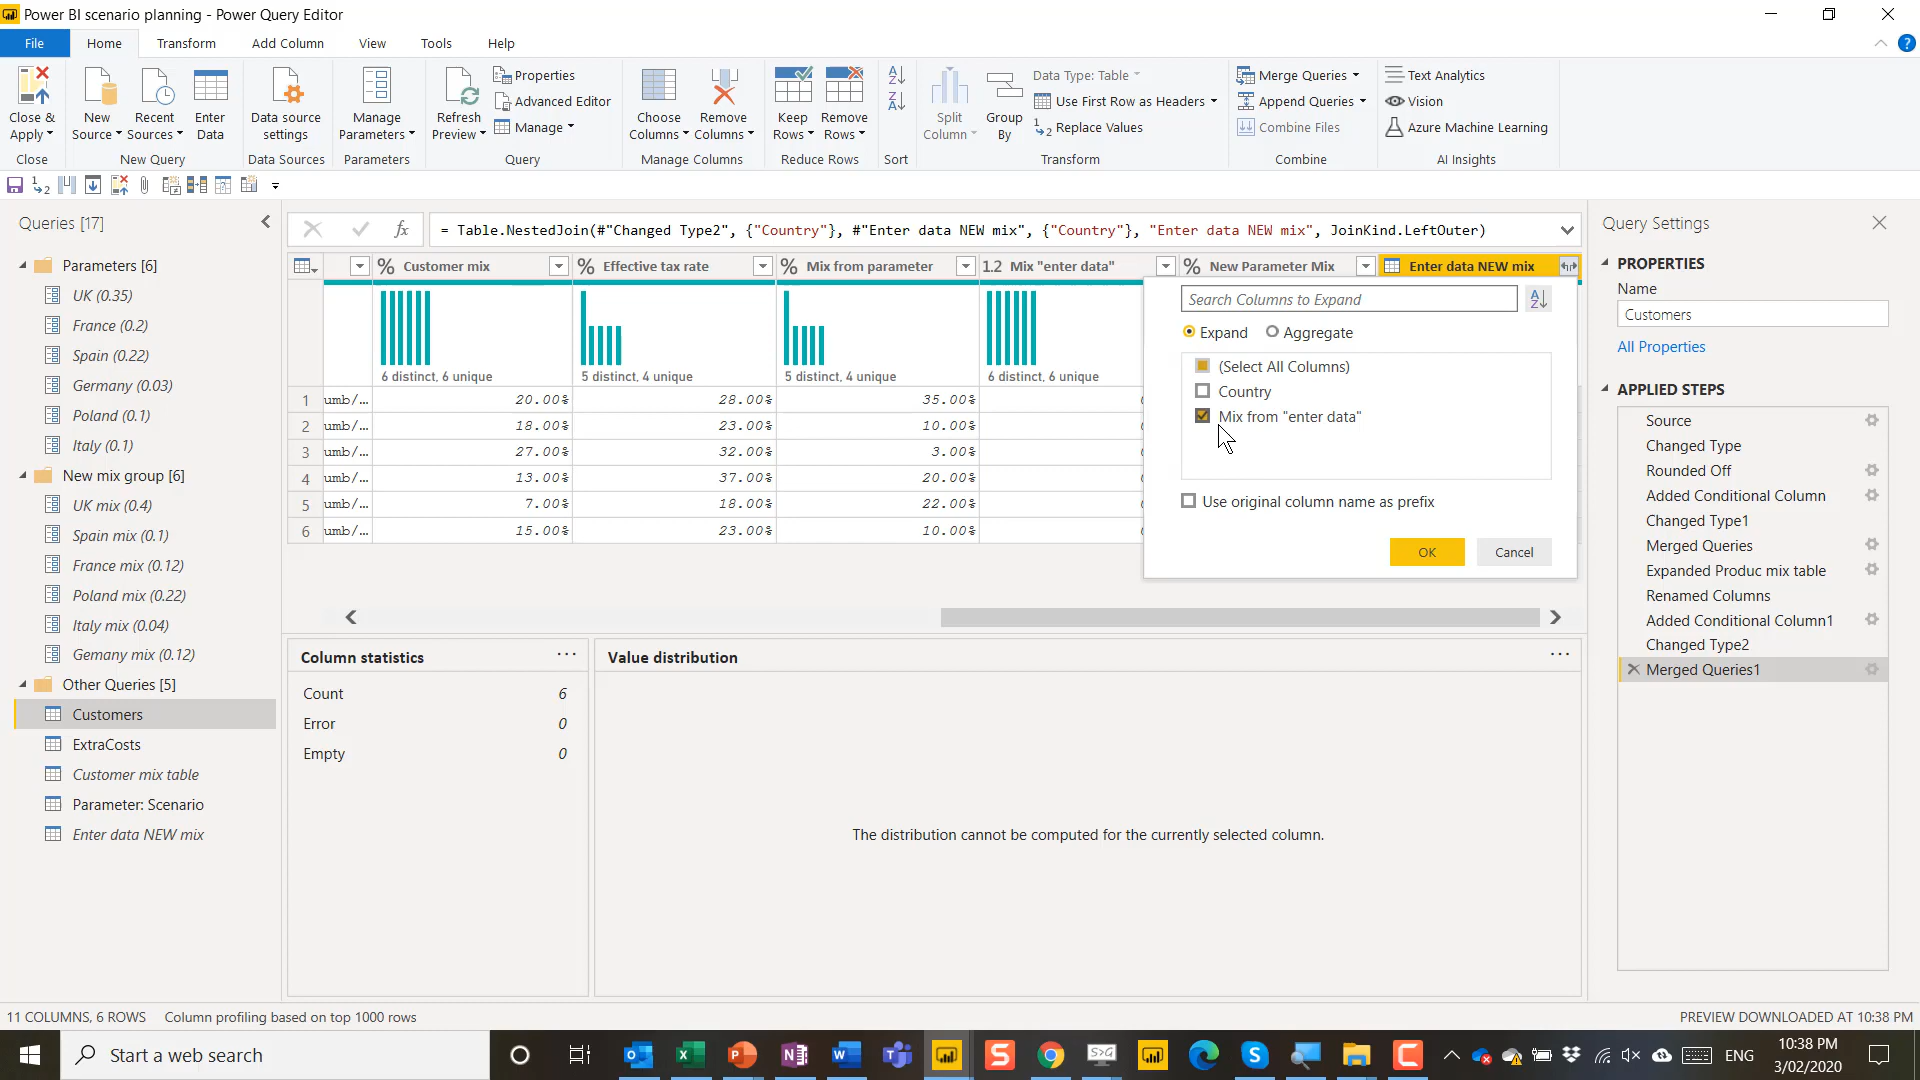 Power BI scenario planning - Power Query Editor
File Home Transform Add Column View Tools Help
Close & Apply
New Source
Recent Sources
Enter Data
Data source settings
Manage Parameters
Refresh Preview
Properties
Advanced Editor
Manage
Choose Columns
Remove Columns
Keep Rows
Remove Rows
Split Column
Group By
Data Type: Table
Use First Row as Headers
Replace Values
Merge Queries
Append Queries
Combine Files
Text Analytics
Vision
Azure Machine Learning
Close New Query Data Sources Parameters Query Manage Columns Reduce Rows Sort Transform Combine AI Insights
Queries [17]
Parameters [6]
UK (0.35)
France (0.2)
Spain (0.22)
Germany (0.03)
Poland (0.1)
Italy (0.1)
New mix group [6]
UK mix (0.4)
Spain mix (0.1)
France mix (0.12)
Poland mix (0.22)
Italy mix (0.04)
Gemany mix (0.12)
Other Queries [5]
Customers
ExtraCosts
Customer mix table
Parameter: Scenario
Enter data NEW mix
fx = Table.NestedJoin(#"Changed Type2", {"Country"}, #"Enter data NEW mix", {"Country"}, "Enter data NEW mix", JoinKind.LeftOuter)
% Customer mix % Effective tax rate % Mix from parameter 1.2 Mix "enter data" % New Parameter Mix Enter data NEW mix
6 distinct, 6 unique 5 distinct, 4 unique 5 distinct, 4 unique 6 distinct, 6 unique
1 umb/... 20.00% 28.00% 35.00%
2 umb/... 18.00% 23.00% 10.00%
3 umb/... 27.00% 32.00% 3.00%
4 umb/... 13.00% 37.00% 20.00%
5 umb/... 7.00% 18.00% 22.00%
6 umb/... 15.00% 23.00% 10.00%
Search Columns to Expand
Expand Aggregate
(Select All Columns)
Country
Mix from "enter data"
Use original column name as prefix
OK Cancel
Column statistics ...
Count 6
Error 0
Empty 0
Value distribution ...
The distribution cannot be computed for the currently selected column.
Query Settings
PROPERTIES
Name
Customers
All Properties
APPLIED STEPS
Source
Changed Type
Rounded Off
Added Conditional Column
Changed Type1
Merged Queries
Expanded Produc mix table
Renamed Columns
Added Conditional Column1
Changed Type2
Merged Queries1
11 COLUMNS, 6 ROWS Column profiling based on top 1000 rows PREVIEW DOWNLOADED AT 10:38 PM
Start a web search
ENG
10:38 PM
3/02/2020